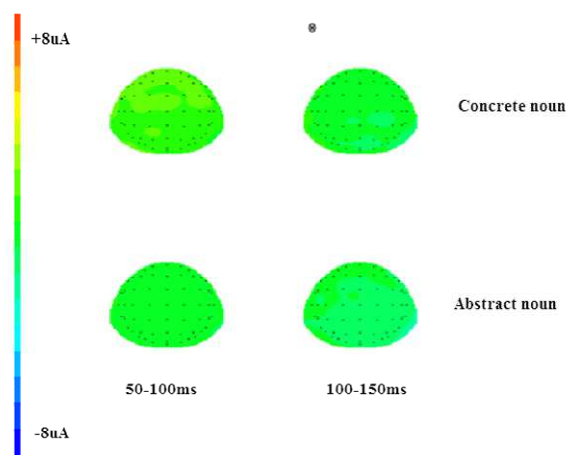 +8uA
Concrete noun
Abstract noun
50-100ms
100-150ms
-8uA